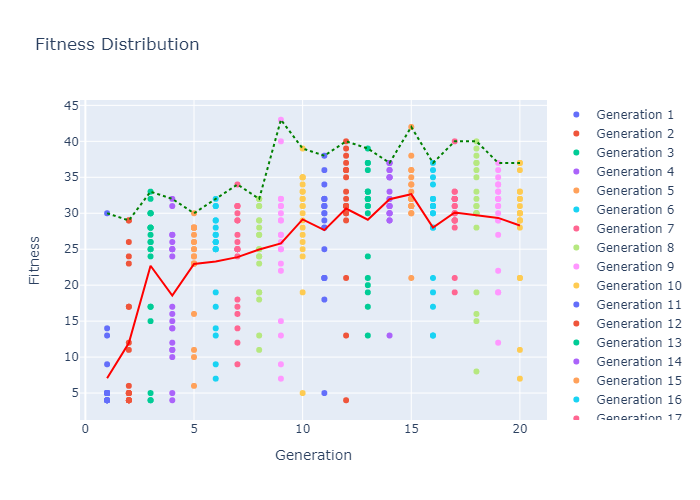 Fitness Distribution
45
40
35
30
25
20
15
10
5
0
5
10
15
20
Fitness
Generation
Generation 1
Generation 2
Generation 3
Generation 4
Generation 5
Generation 6
Generation 7
Generation 8
Generation 9
Generation 10
Generation 11
Generation 12
Generation 13
Generation 14
Generation 15
Generation 16
Generation 17